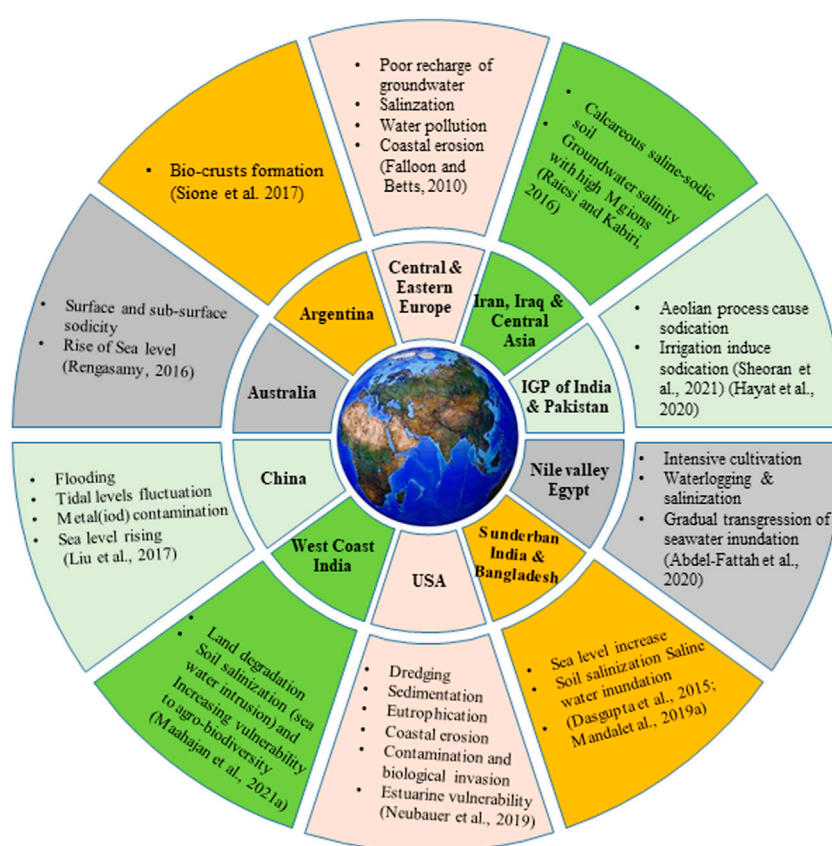 • Poor recharge of
groundwater
• Salinzation
• Water pollution
• Coastal erosion
(Falloon and
Betts, 2010)
Central &
Eastern
Europe
• Calcareous saline-sodic
soil
• Groundwater salinity
with high Mgions
(Raiesi and Kabiri,
2016)
Iran, Iraq &
Central
Asia
• Aeolian process cause
sodication
• Irrigation induce
sodication (Sheoran et
al., 2021) (Hayat et al.,
2020)
IGP of India
& Pakistan
• Intensive cultivation
• Waterlogging &
salinization
• Gradual transgression of
seawater inundation
(Abdel-Fattah et al.,
2020)
Nile valley
Egypt
• Sea level increase
• Soil salinization Saline
water inundation
• (Dasgupta et al., 2015;
Mandalet al., 2019a)
Sunderban
India &
Bangladesh
• Dredging
• Sedimentation
• Eutrophication
• Coastal erosion
• Contamination and
biological invasion
• Estuarine vulnerability
(Neubauer et al., 2019)
USA
• Land degradation
• Soil salinization (sea
water intrusion) and
Increasing vulnerability
to agro-biodiversity
(Maahajan et al., 2021a)
West Coast
India
• Flooding
• Tidal levels fluctuation
• Metal(iod) contamination
• Sea level rising
(Liu et al., 2017)
China
• Surface and sub-surface
sodicity
• Rise of Sea level
(Rengasamy, 2016)
Australia
• Bio-crusts formation
(Sione et al. 2017)
Argentina